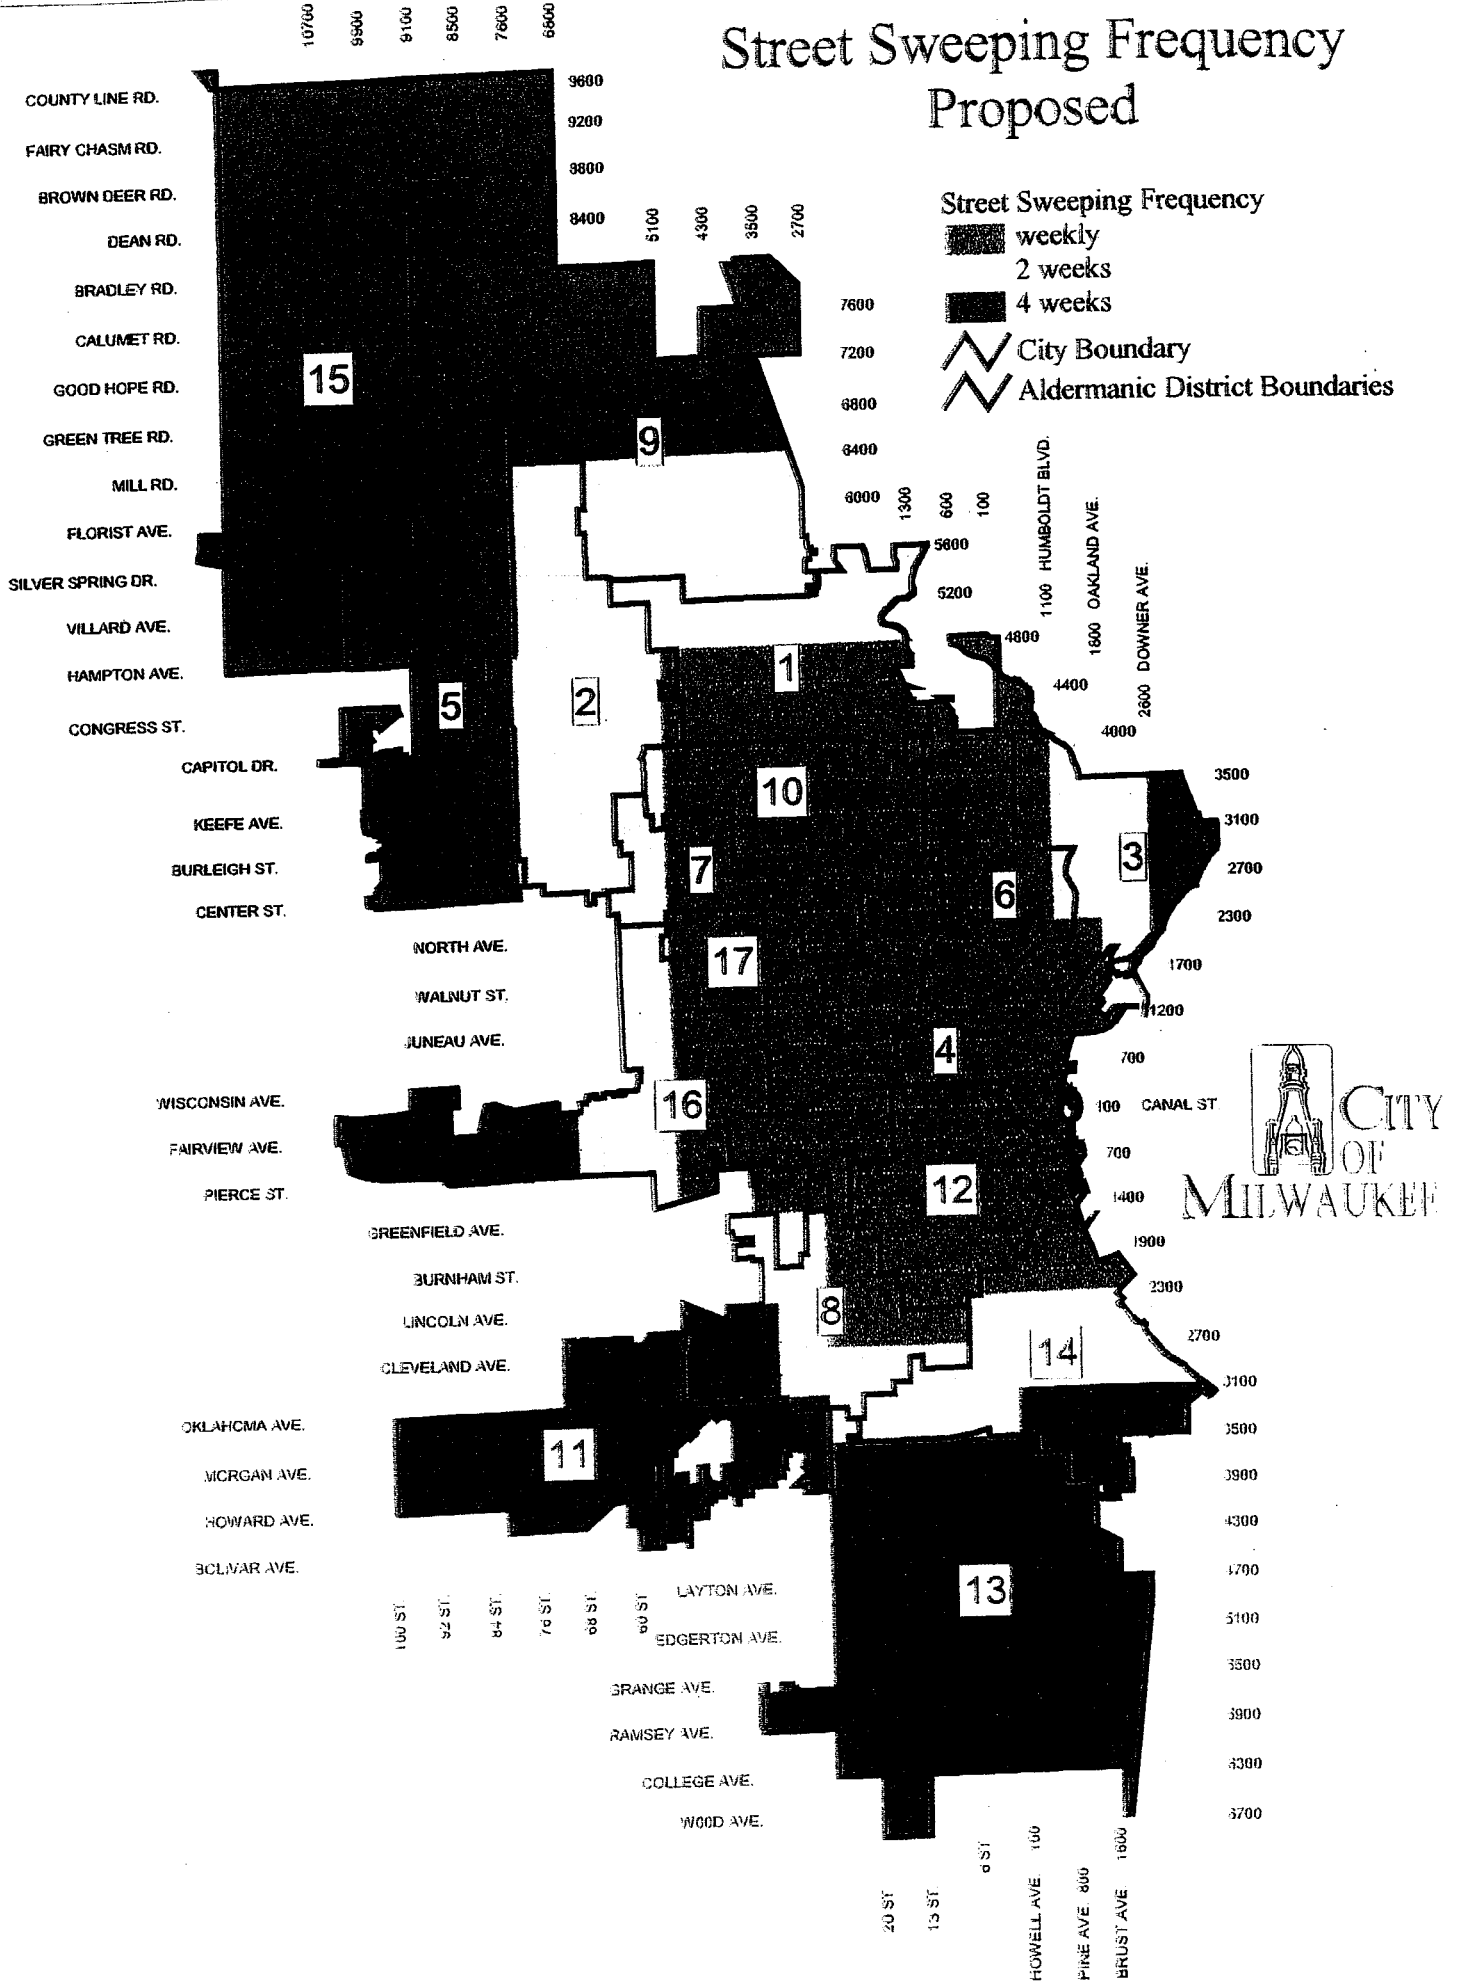 Street Sweeping Frequency
Proposed
10700
9900
9100
8500
7600
6800
COUNTY LINE RD.
FAIRY CHASM RD.
BROWN DEER RD.
DEAN RD.
BRADLEY RD.
CALUMET RD.
GOOD HOPE RD.
GREEN TREE RD.
MILL RD.
FLORIST AVE.
SILVER SPRING DR.
VILLARD AVE.
HAMPTON AVE.
CONGRESS ST.
CAPITOL DR.
KEEFE AVE.
BURLEIGH ST.
CENTER ST.
NORTH AVE.
WALNUT ST.
JUNEAU AVE.
WISCONSIN AVE.
FAIRVIEW AVE.
PIERCE ST.
GREENFIELD AVE.
BURNHAM ST.
LINCOLN AVE.
CLEVELAND AVE.
OKLAHOMA AVE.
MORGAN AVE.
HOWARD AVE.
BOLIVAR AVE.
LAYTON AVE.
EDGERTON AVE.
GRANGE AVE.
RAMSEY AVE.
COLLEGE AVE.
WOOD AVE.
9600
9200
8800
8400
5100
4300
3500
2700
Street Sweeping Frequency
weekly
2 weeks
4 weeks
City Boundary
Aldermanic District Boundaries
7600
7200
6800
6400
6000
1300
600
100
1100 HUMBOLDT BLVD.
1800 OAKLAND AVE.
2600 DOWNER AVE.
5600
5200
4800
4400
4000
3500
3100
2700
2300
1700
1200
700
100 CANAL ST.
700
1400
1900
2300
2700
3100
3500
3900
4300
4700
5100
5500
5900
6300
6700
15
9
1
5
2
10
7
3
6
17
4
16
12
8
14
11
13
CITY
OF
MILWAUKEE
100 ST.
92 ST.
84 ST.
76 ST.
68 ST.
60 ST.
20 ST
13 ST.
6 ST
HOWELL AVE. 100
PINE AVE. 800
BRUST AVE. 1600